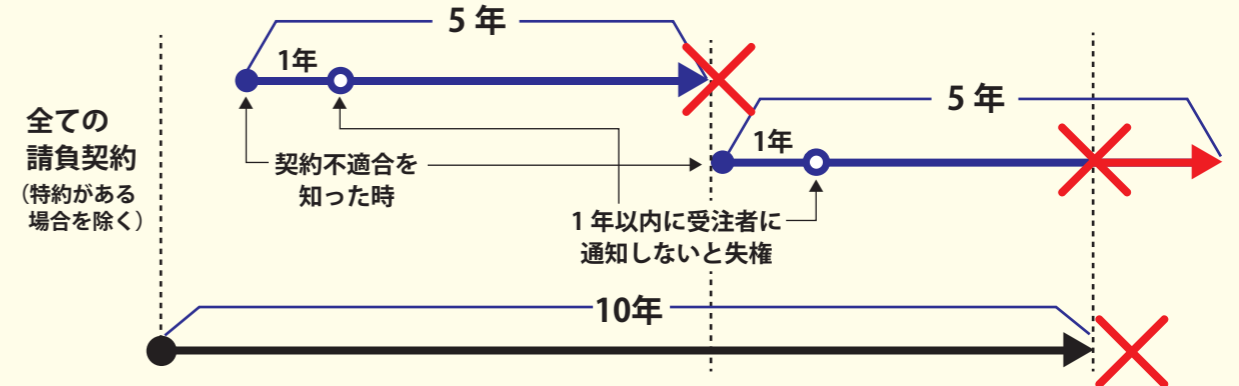 5 年
1年
全ての
請負契約
（特約がある
場合を除く）
契約不適合を
知った時
5 年
1年
1 年以内に受注者に
通知しないと失権
10年